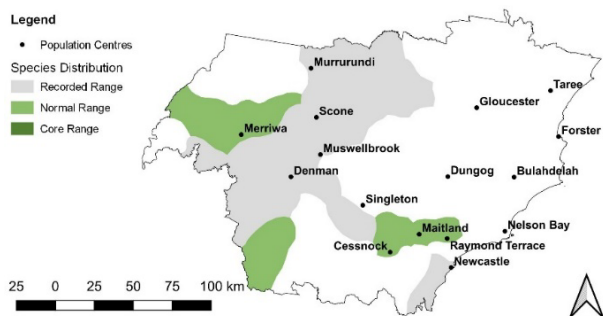 Legend
Population Centres
Species Distribution
Recorded Range
Normal Range
Core Range
Murrurundi
Taree
Gloucester
Scone
Forster
Merriwa
Muswellbrook
Denman
Dungog
Bulahdelah
Singleton
Nelson Bay
Maitland
Raymond Terrace
Cessnock
Newcastle
25 0 25 50 75 100 km